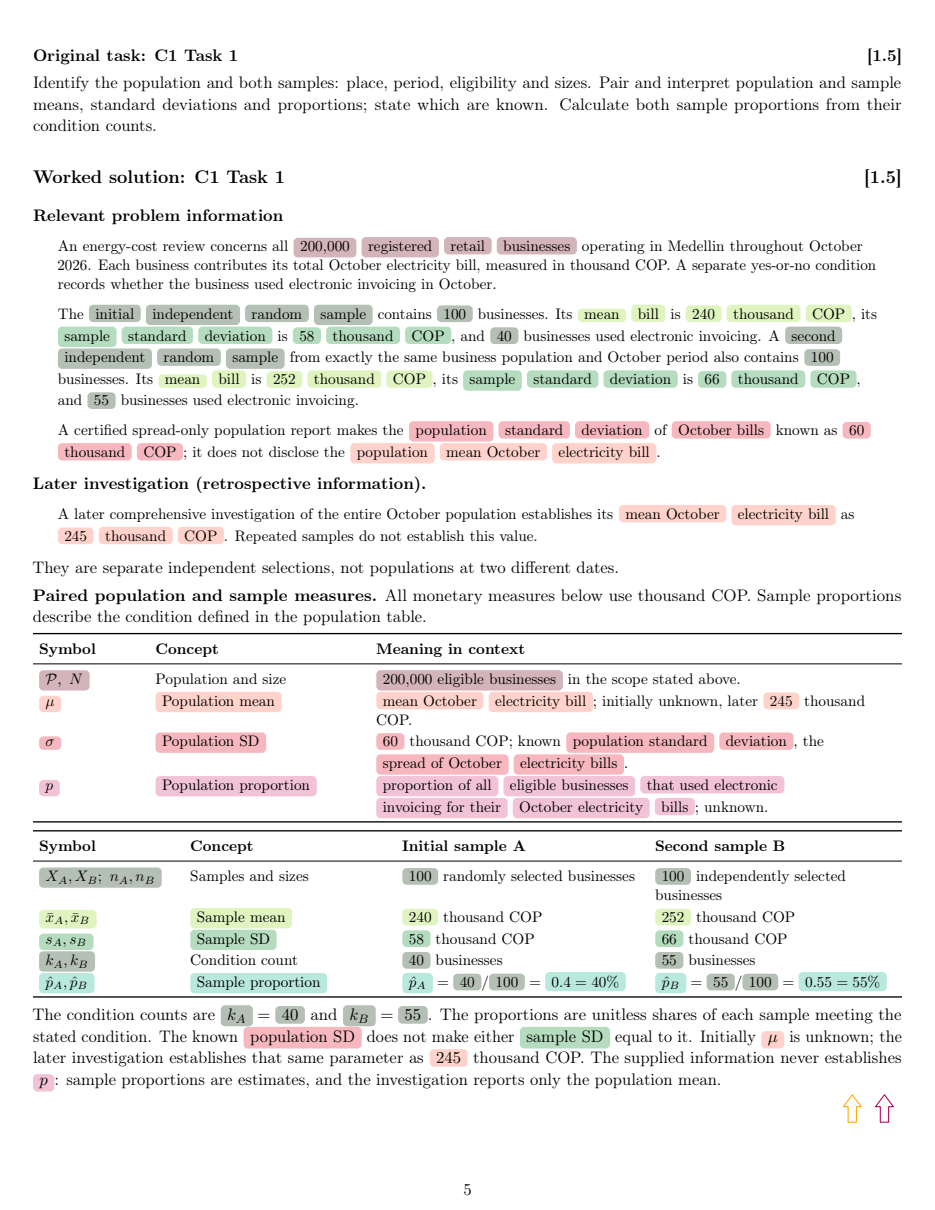 Original task: C1 Task 1 [1.5]
Identify the population and both samples: place, period, eligibility and sizes. Pair and interpret population and sample
means, standard deviations and proportions; state which are known. Calculate both sample proportions from their
condition counts.
Worked solution: C1 Task 1 [1.5]
Relevant problem information
An energy-cost review concerns all 200,000 registered retail businesses operating in Medellin throughout October
2026. Each business contributes its total October electricity bill, measured in thousand COP. A separate yes-or-no condition
records whether the business used electronic invoicing in October.
The initial independent random sample contains 100 businesses. Its mean bill is 240 thousand COP, its
sample standard deviation is 58 thousand COP, and 40 businesses used electronic invoicing. A second
independent random sample from exactly the same business population and October period also contains 100
businesses. Its mean bill is 252 thousand COP, its sample standard deviation is 66 thousand COP,
and 55 businesses used electronic invoicing.
A certified spread-only population report makes the population standard deviation of October bills known as 60
thousand COP; it does not disclose the population mean October electricity bill.
Later investigation (retrospective information).
A later comprehensive investigation of the entire October population establishes its mean October electricity bill as
245 thousand COP. Repeated samples do not establish this value.
They are separate independent selections, not populations at two different dates.
Paired population and sample measures. All monetary measures below use thousand COP. Sample proportions
describe the condition defined in the population table.
Symbol Concept Meaning in context
𝒫, N Population and size 200,000 eligible businesses in the scope stated above.
μ Population mean mean October electricity bill; initially unknown, later 245 thousand
COP.
σ Population SD 60 thousand COP; known population standard deviation, the
spread of October electricity bills.
p Population proportion proportion of all eligible businesses that used electronic
invoicing for their October electricity bills; unknown.
Symbol Concept Initial sample A Second sample B
X_A, X_B; n_A, n_B Samples and sizes 100 randomly selected businesses 100 independently selected
businesses
x̄_A, x̄_B Sample mean 240 thousand COP 252 thousand COP
s_A, s_B Sample SD 58 thousand COP 66 thousand COP
k_A, k_B Condition count 40 businesses 55 businesses
p̂_A, p̂_B Sample proportion p̂_A = 40/100 = 0.4 = 40% p̂_B = 55/100 = 0.55 = 55%
The condition counts are k_A = 40 and k_B = 55. The proportions are unitless shares of each sample meeting the
stated condition. The known population SD does not make either sample SD equal to it. Initially μ is unknown; the
later investigation establishes that same parameter as 245 thousand COP. The supplied information never establishes
p: sample proportions are estimates, and the investigation reports only the population mean.
5